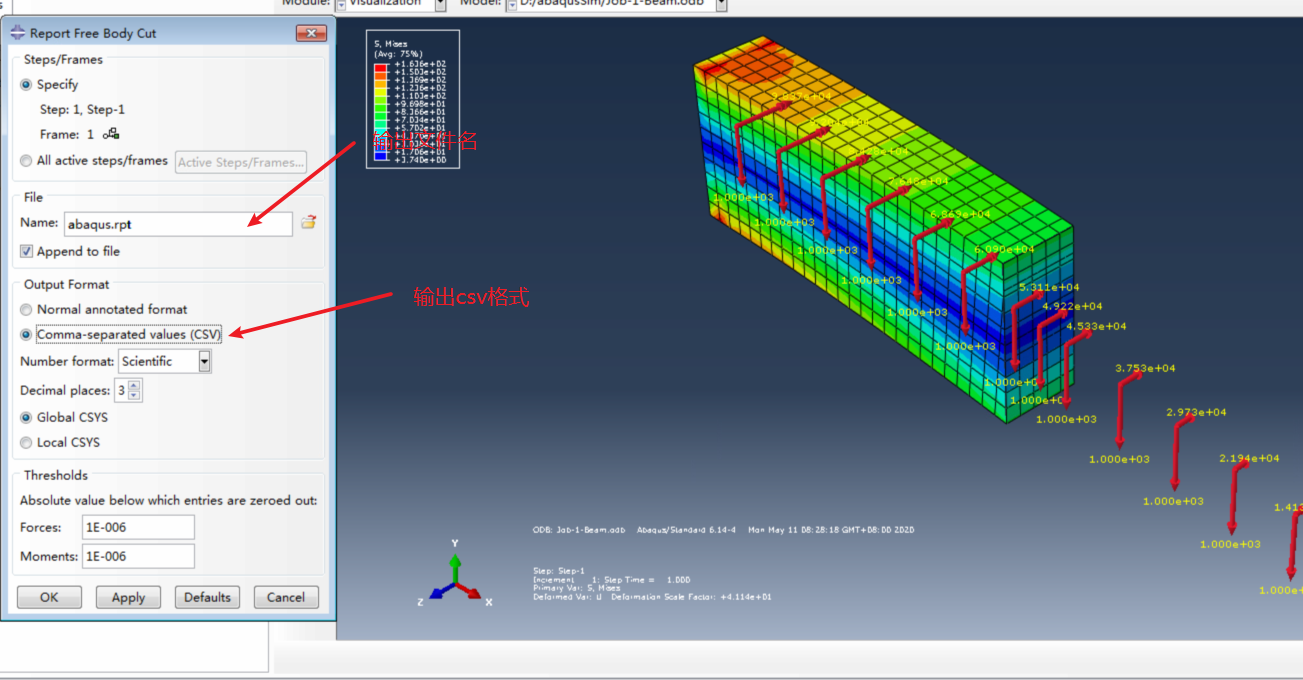 Module:
Visualization
Model:
D:/abaqusSim/Job-1-Beam.odb
Report Free Body Cut
Steps/Frames
Specify
Step: 1, Step-1
Frame: 1
All active steps/frames
Active Steps/Frames...
File
Name:
abaqus.rpt
Append to file
Output Format
Normal annotated format
Comma-separated values (CSV)
Number format:
Scientific
Decimal places:
3
Global CSYS
Local CSYS
Thresholds
Absolute value below which entries are zeroed out:
Forces:
1E-006
Moments:
1E-006
OK
Apply
Defaults
Cancel
S, Mises
(Avg: 75%)
+1.636e+02
+1.503e+02
+1.369e+02
+1.236e+02
+1.103e+02
+9.698e+01
+8.366e+01
+7.034e+01
+5.702e+01
+1.706e+01
+3.740e+00
输出文件名
输出csv格式
1.000e+03
1.000e+03
1.000e+03
1.000e+03
6.869e+04
1.000e+03
6.090e+04
1.000e+03
5.311e+04
4.922e+04
4.533e+04
1.000e+0
1.000e+0
1.000e+03
3.753e+04
1.000e+03
2.973e+04
1.000e+03
2.194e+04
1.000e+03
1.413
1.000e+
ODB: Job-1-Beam.odb Abaqus/Standard 6.14-4 Mon May 11 08:28:18 GMT+08:00 2020
Y
Z
X
Step: Step-1
Increment 1: Step Time = 1.000
Primary Var: S, Mises
Deformed Var: U Deformation Scale Factor: +4.114e+01